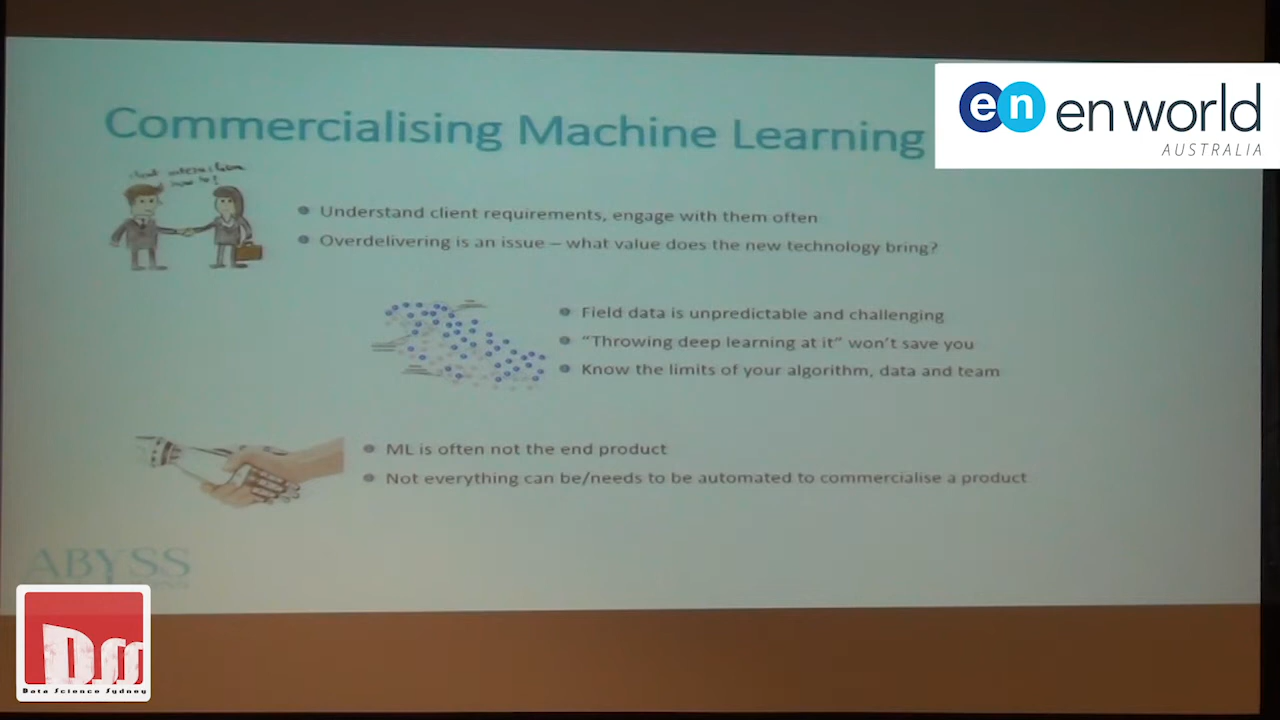 Commercialising Machine Learning
en en world
AUSTRALIA
Understand client requirements, engage with them often
Overdelivering is an issue – what value does the new technology bring?
Field data is unpredictable and challenging
"Throwing deep learning at it" won't save you
Know the limits of your algorithm, data and team
ML is often not the end product
Not everything can be/needs to be automated to commercialise a product
ABYSS
DSS
Data Science Sydney